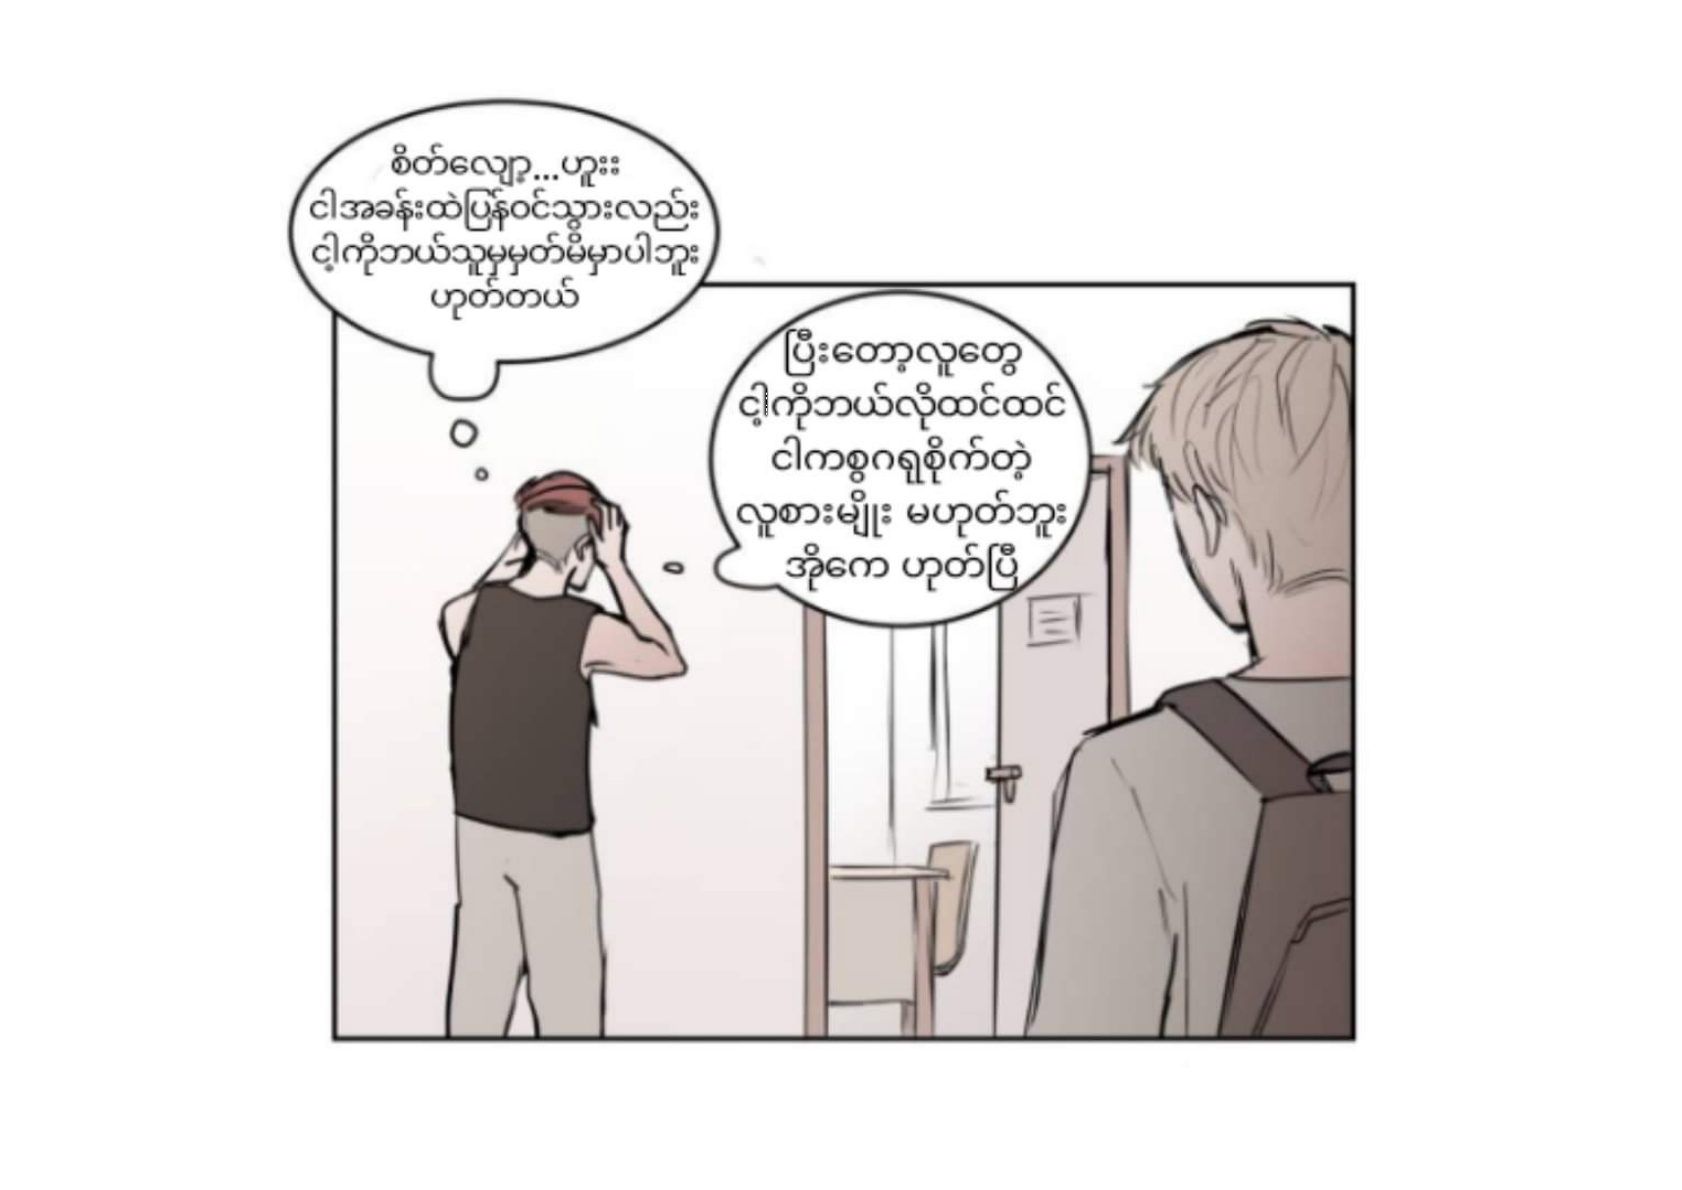 စိတ်လျော့...ဟူးး
ငါအခန်းထဲပြန်ဝင်သွားလည်း
ငါ့ကိုဘယ်သူမှမှတ်မိမှာပါဘူး
ဟုတ်တယ်
ပြီးတော့လူတွေ
ငါ့ကိုဘယ်လိုထင်ထင်
ငါကစွဂရုစိုက်တဲ့
လူစားမျိုး မဟုတ်ဘူး
အိုကေ ဟုတ်ပြီ